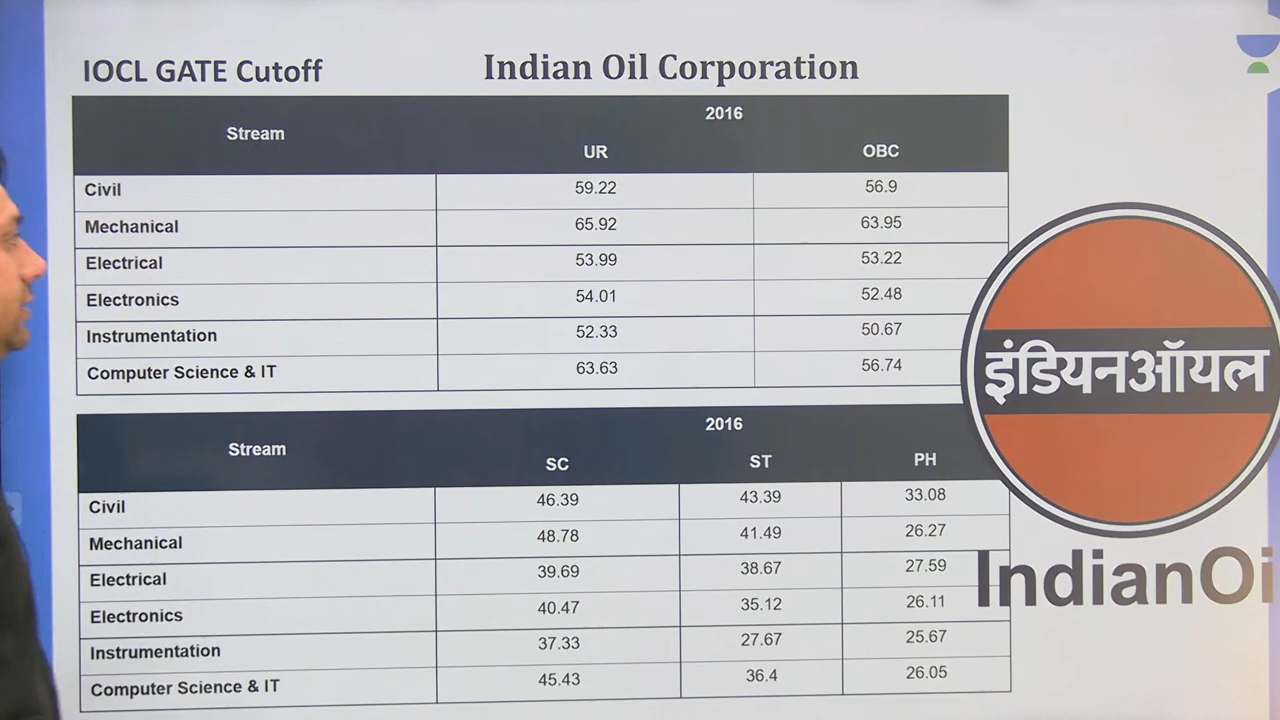 IOCL GATE Cutoff Indian Oil Corporation
Stream 2016
UR OBC
Civil 59.22 56.9
Mechanical 65.92 63.95
Electrical 53.99 53.22
Electronics 54.01 52.48
Instrumentation 52.33 50.67
Computer Science & IT 63.63 56.74
Stream 2016
SC ST PH
Civil 46.39 43.39 33.08
Mechanical 48.78 41.49 26.27
Electrical 39.69 38.67 27.59
Electronics 40.47 35.12 26.11
Instrumentation 37.33 27.67 25.67
Computer Science & IT 45.43 36.4 26.05
इंडियनऑयल
IndianOi